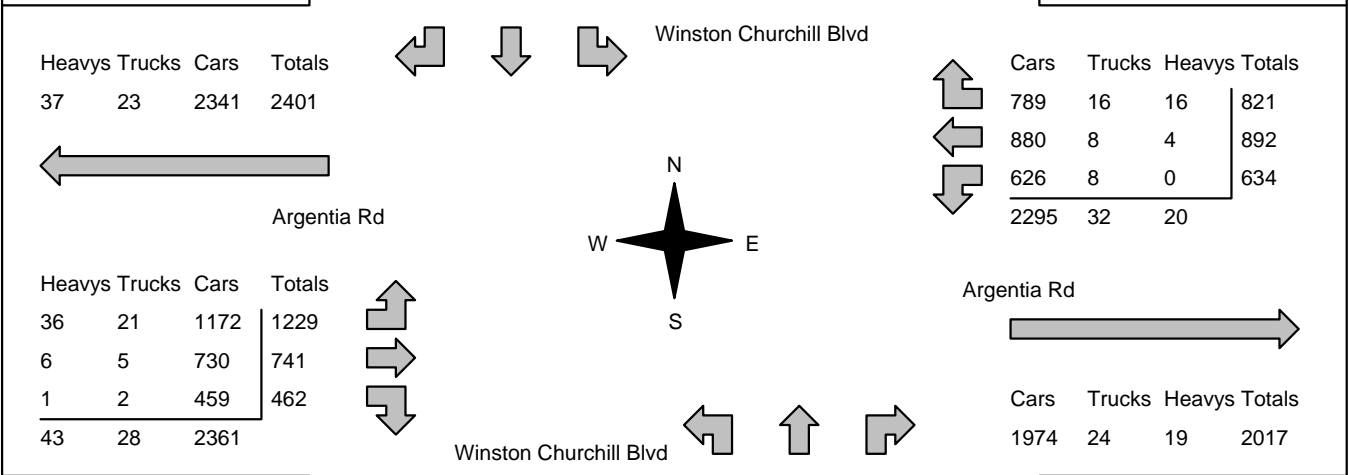 Winston Churchill Blvd
Heavys Trucks Cars Totals
37 23 2341 2401
Cars Trucks Heavys Totals
789 16 16 821
880 8 4 892
626 8 0 634
2295 32 20
N
W E
S
Argentia Rd
Heavys Trucks Cars Totals
36 21 1172 1229
6 5 730 741
1 2 459 462
43 28 2361
Argentia Rd
Cars Trucks Heavys Totals
1974 24 19 2017
Winston Churchill Blvd